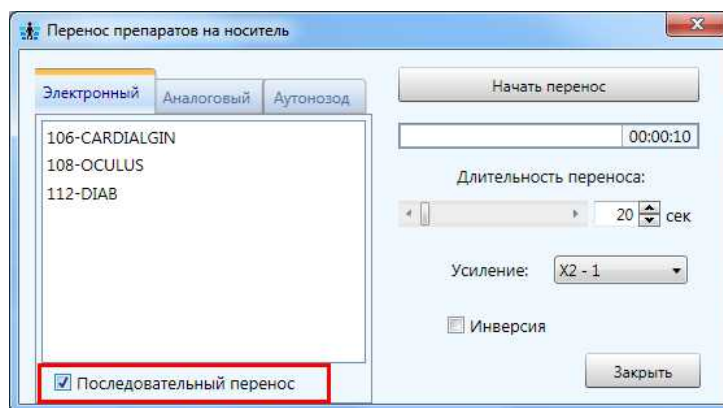 Перенос препаратов на носитель
Электронный
Аналоговый
Аутонозод
106-CARDIALGIN
108-OCULUS
112-DIAB
Последовательный перенос
Начать перенос
00:00:10
Длительность переноса:
20 сек
Усиление: X2 - 1
Инверсия
Закрыть